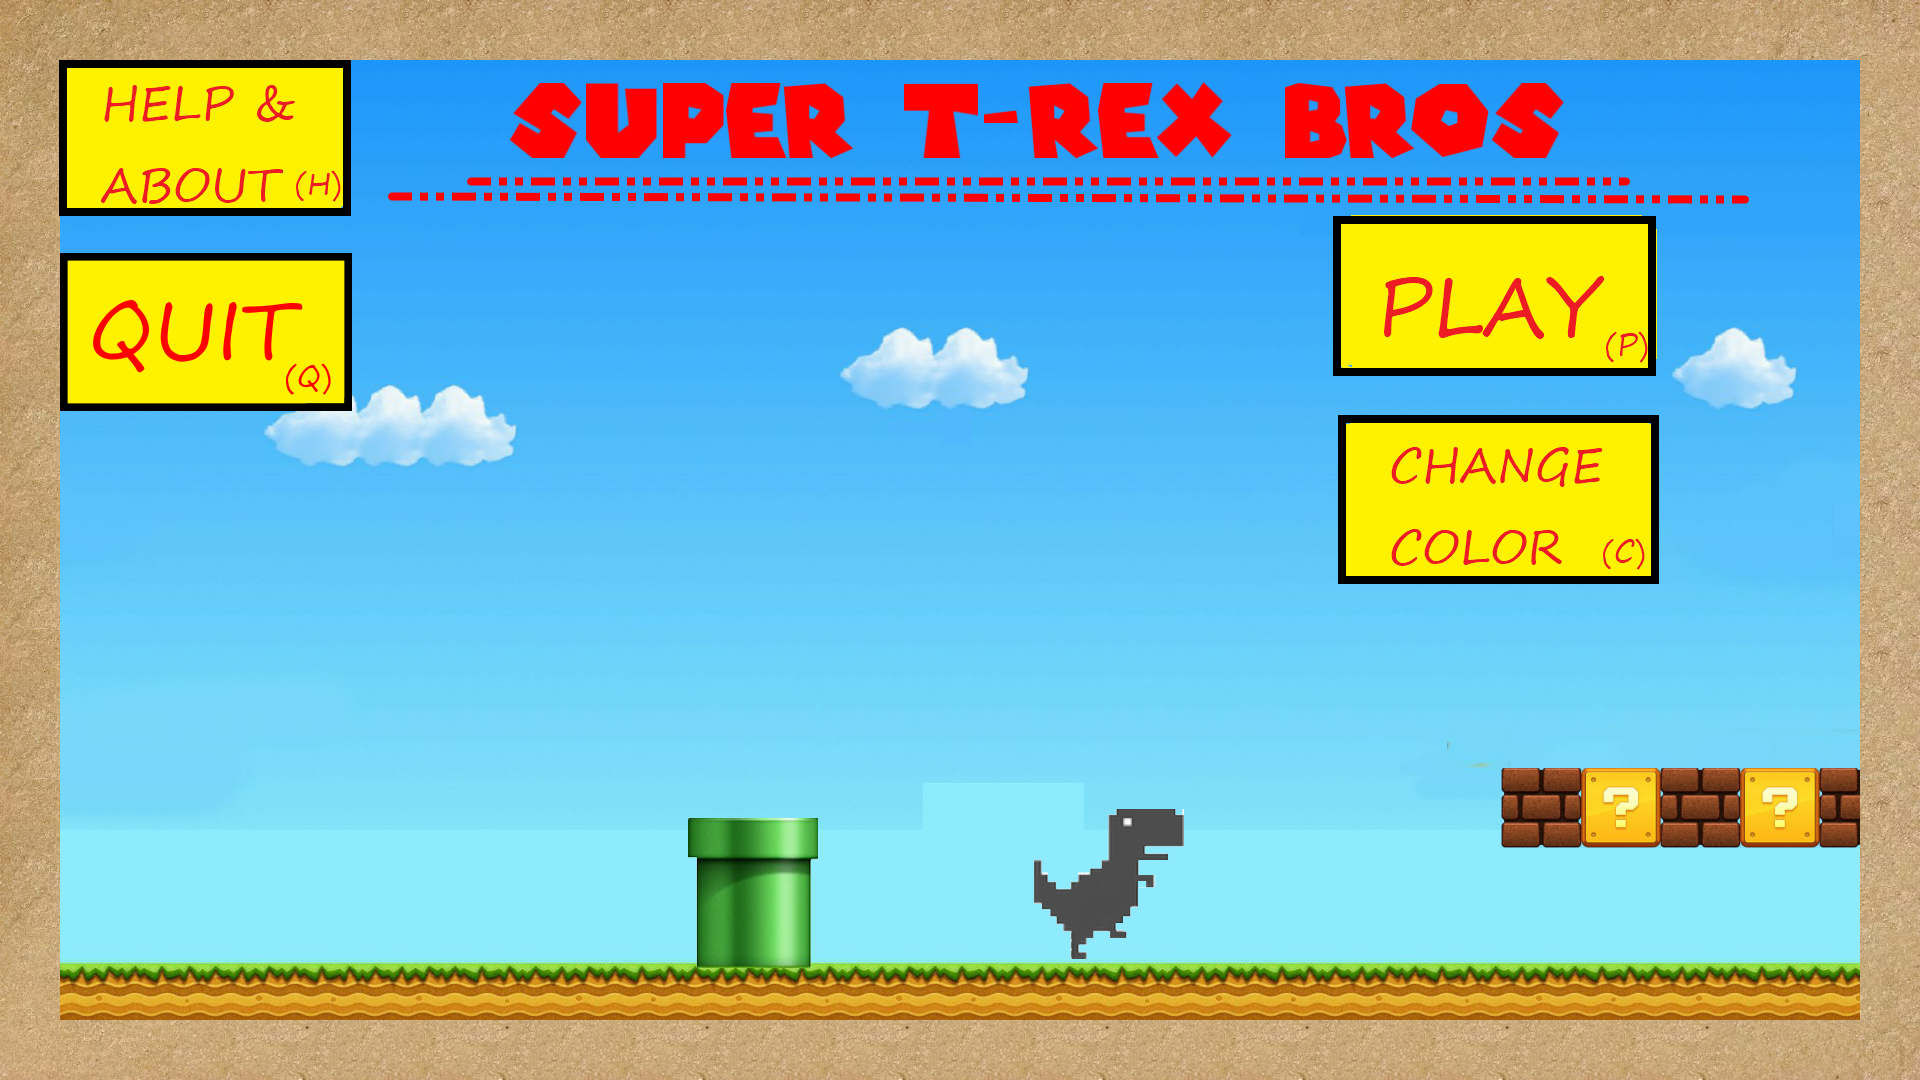 SUPER T-REX BROS
HELP &
ABOUT (H)
QUIT
(Q)
PLAY
(P)
CHANGE
COLOR (C)
? ?